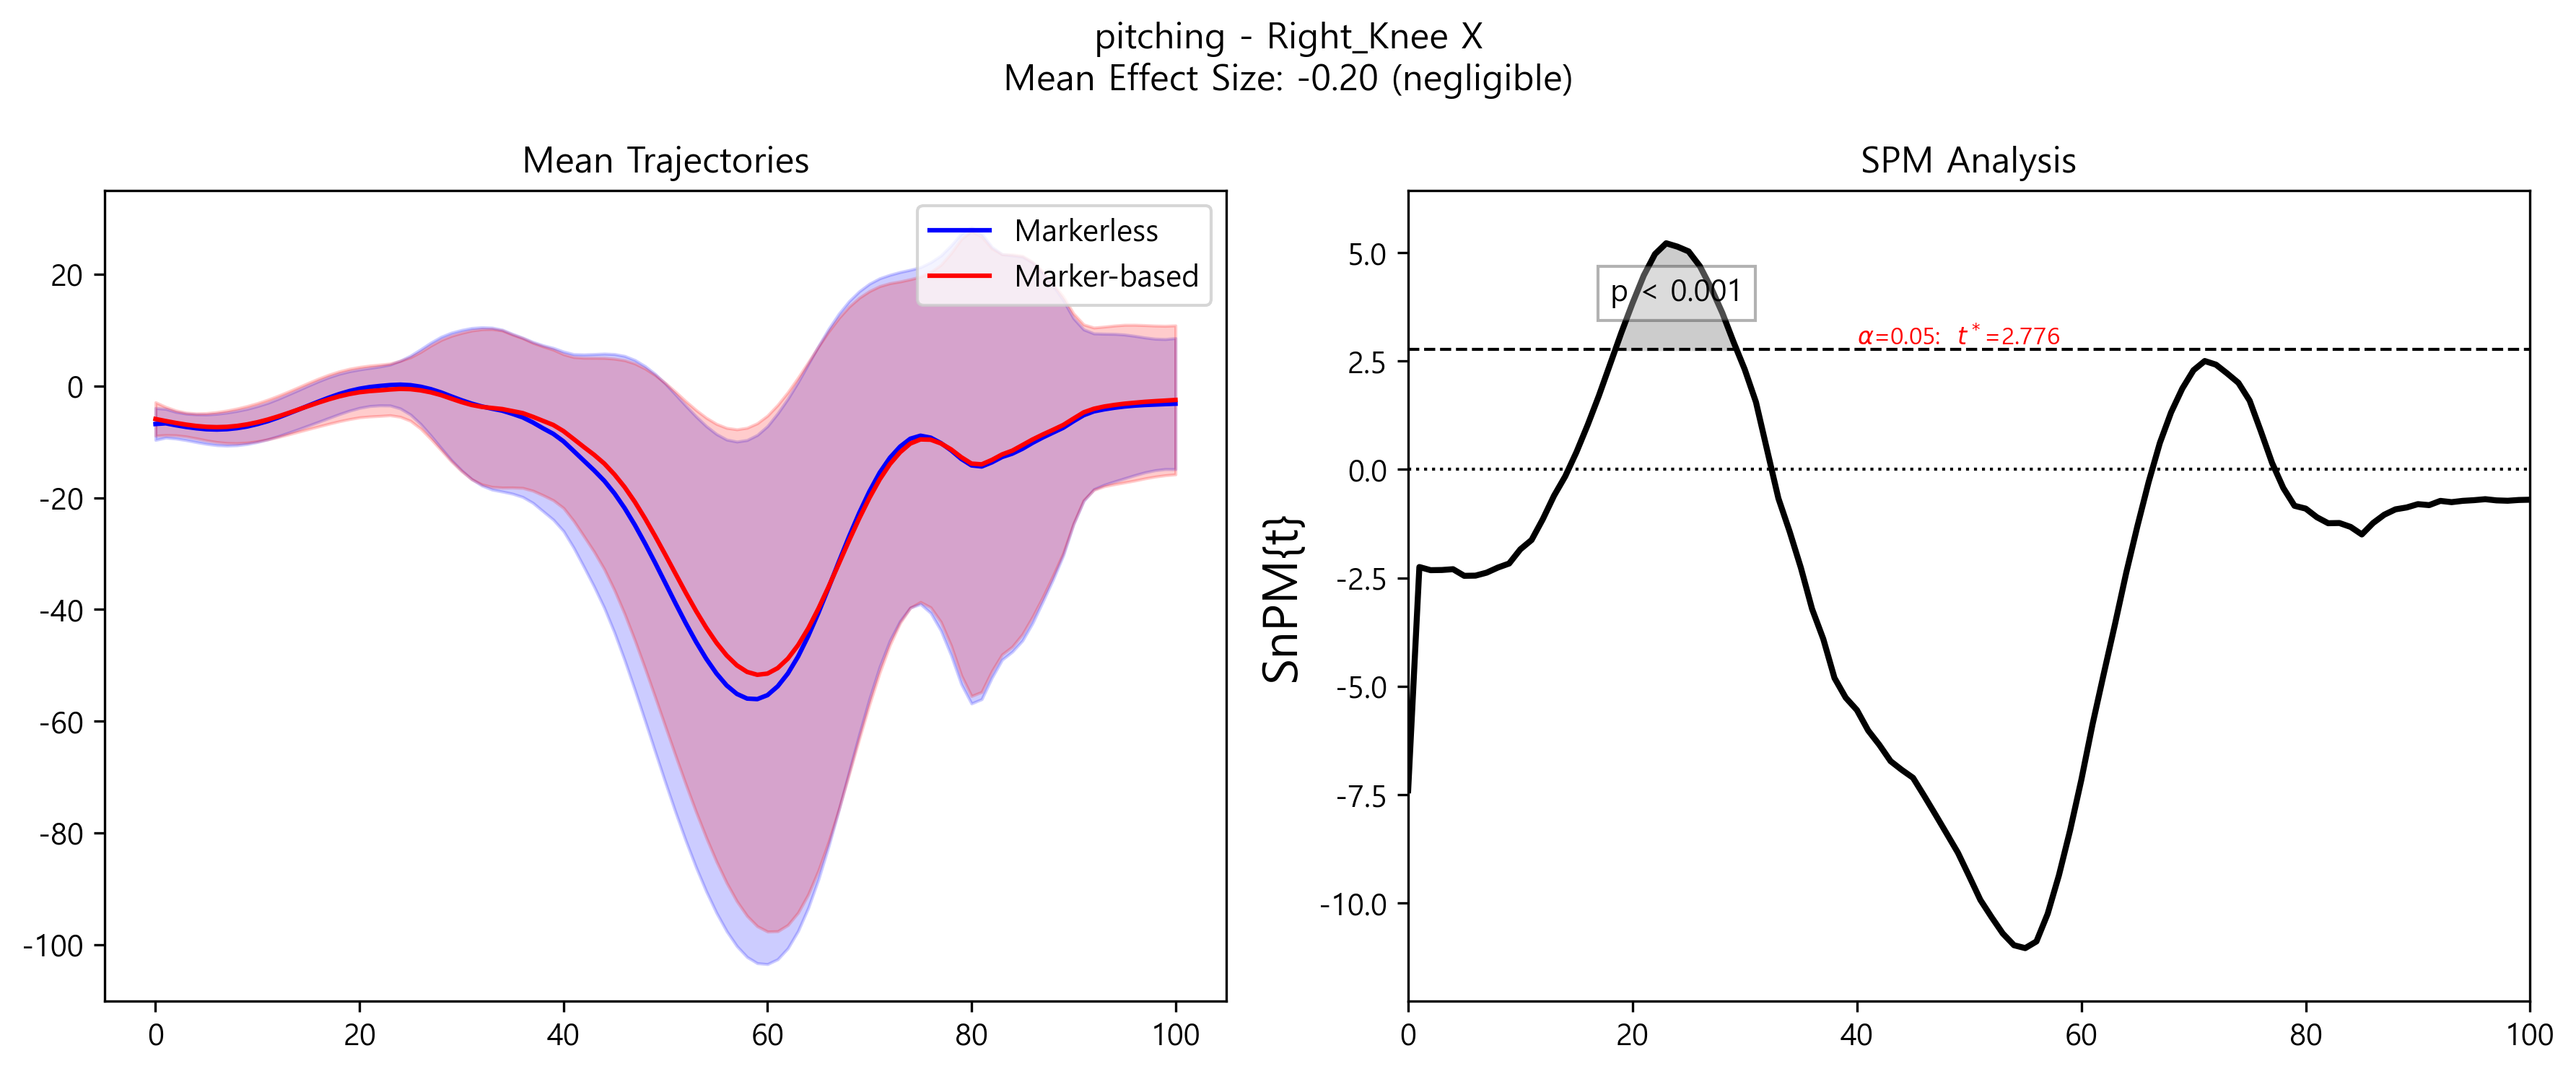 pitching - Right_Knee X
Mean Effect Size: -0.20 (negligible)
Mean Trajectories
Markerless
Marker-based
20
0
-20
-40
-60
-80
-100
0 20 40 60 80 100
SPM Analysis
SnPM{t}
5.0
2.5
0.0
-2.5
-5.0
-7.5
-10.0
p < 0.001
α=0.05: t*=2.776
0 20 40 60 80 100